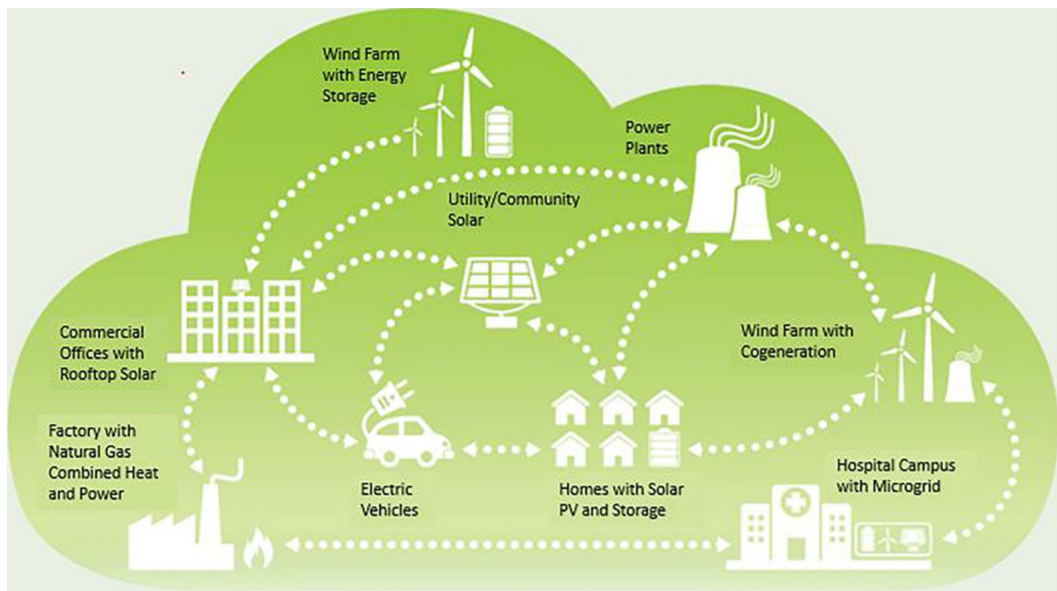 Wind Farm
with Energy
Storage
Power
Plants
Utility/Community
Solar
Commercial
Offices with
Rooftop Solar
Wind Farm with
Cogeneration
Factory with
Natural Gas
Combined Heat
and Power
Electric
Vehicles
Homes with Solar
PV and Storage
Hospital Campus
with Microgrid